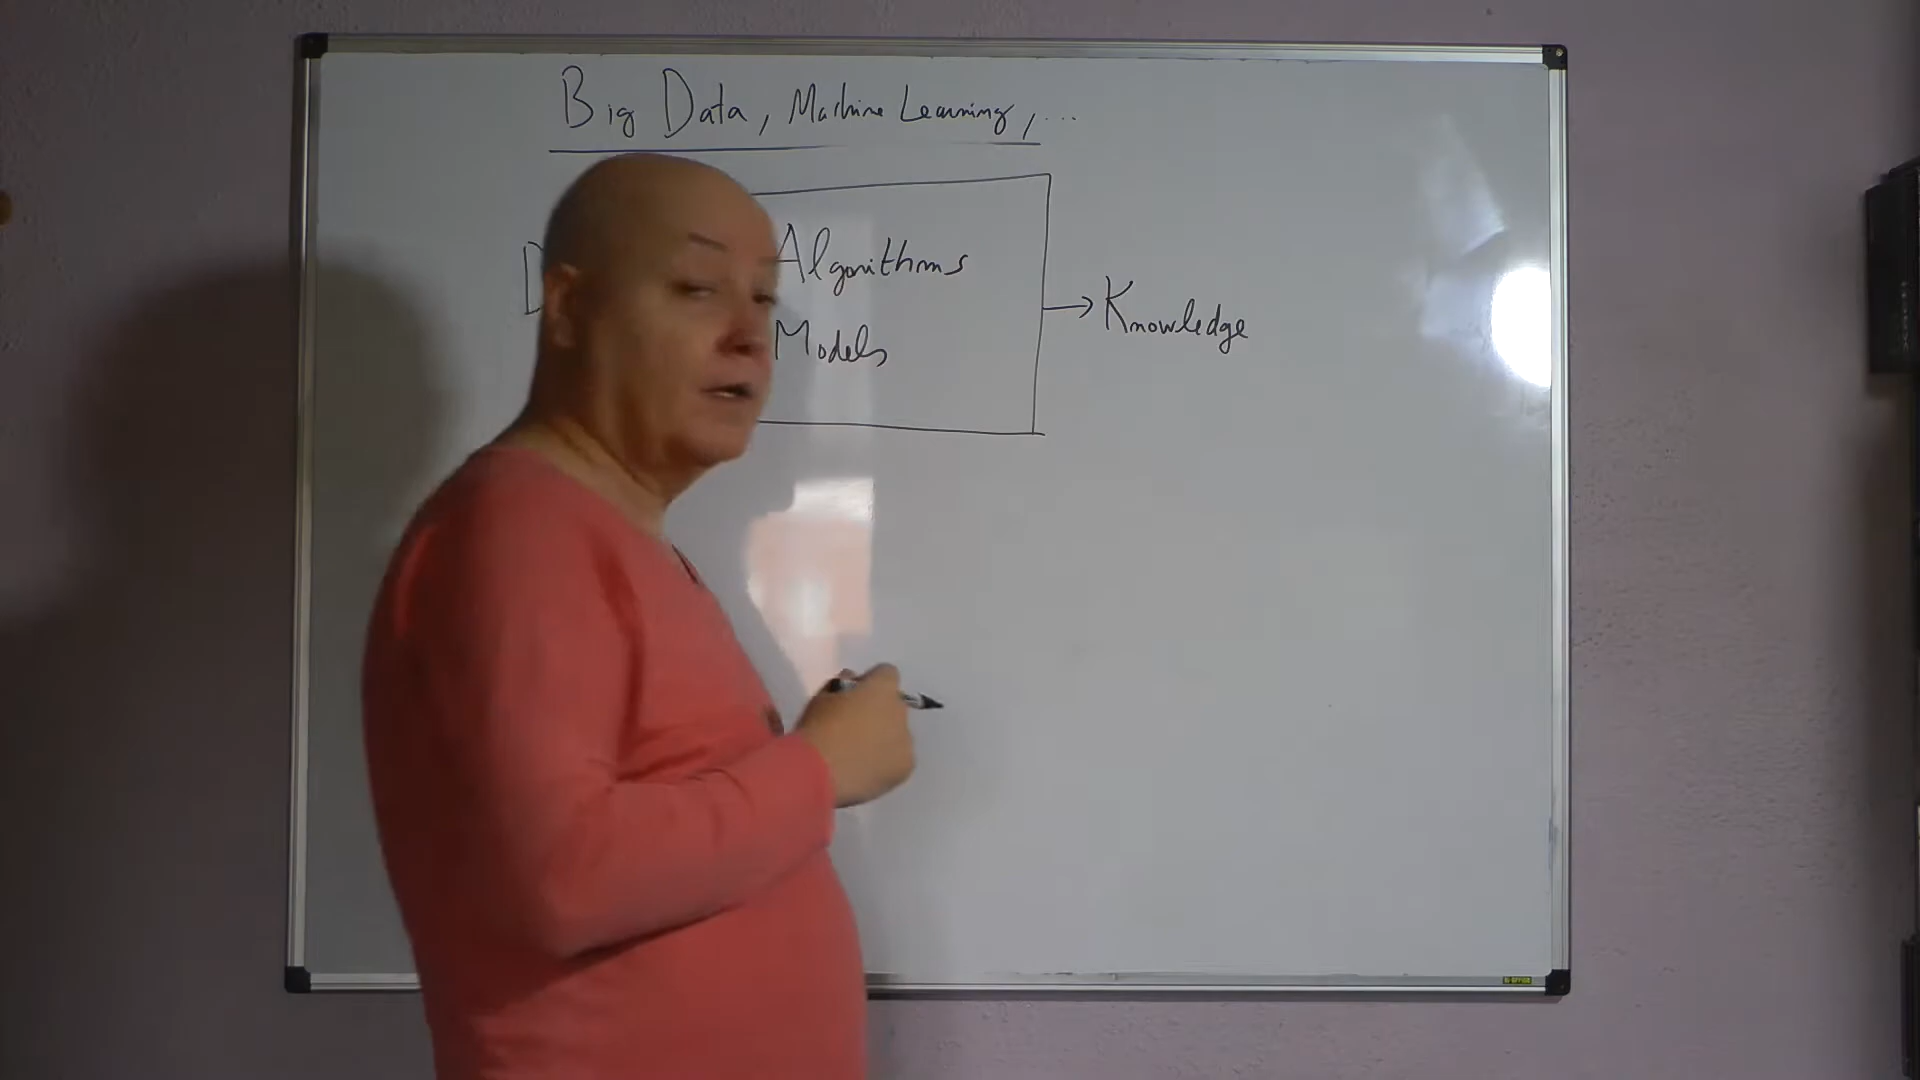 Big Data, Machine Learning, ...
Algorithms
Models
→ Knowledge